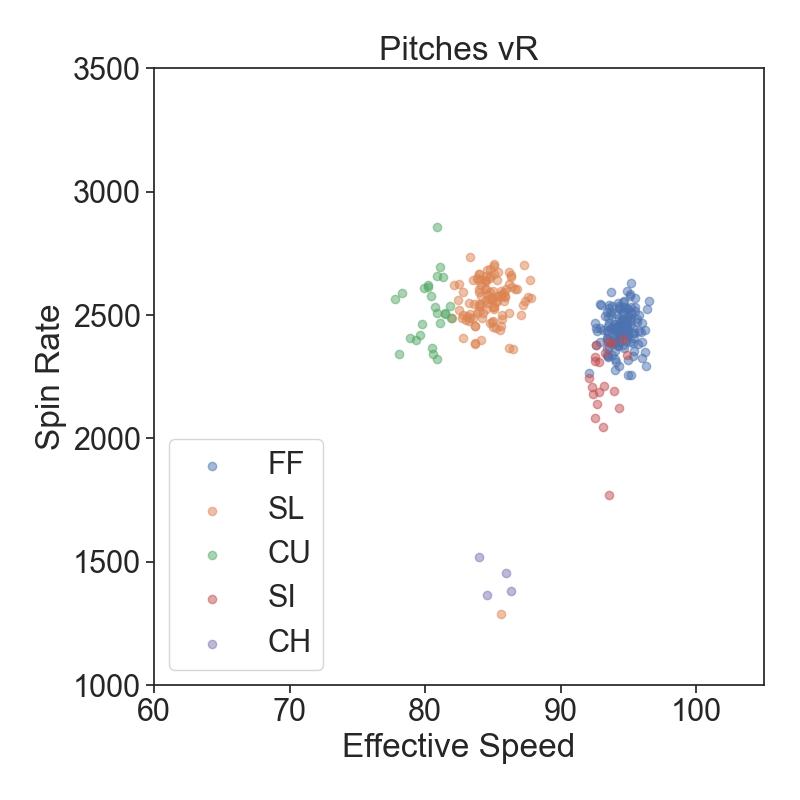 Pitches vR
3500
3000
2500
2000
1500
1000
Spin Rate
FF
SL
CU
SI
CH
60 70 80 90 100
Effective Speed